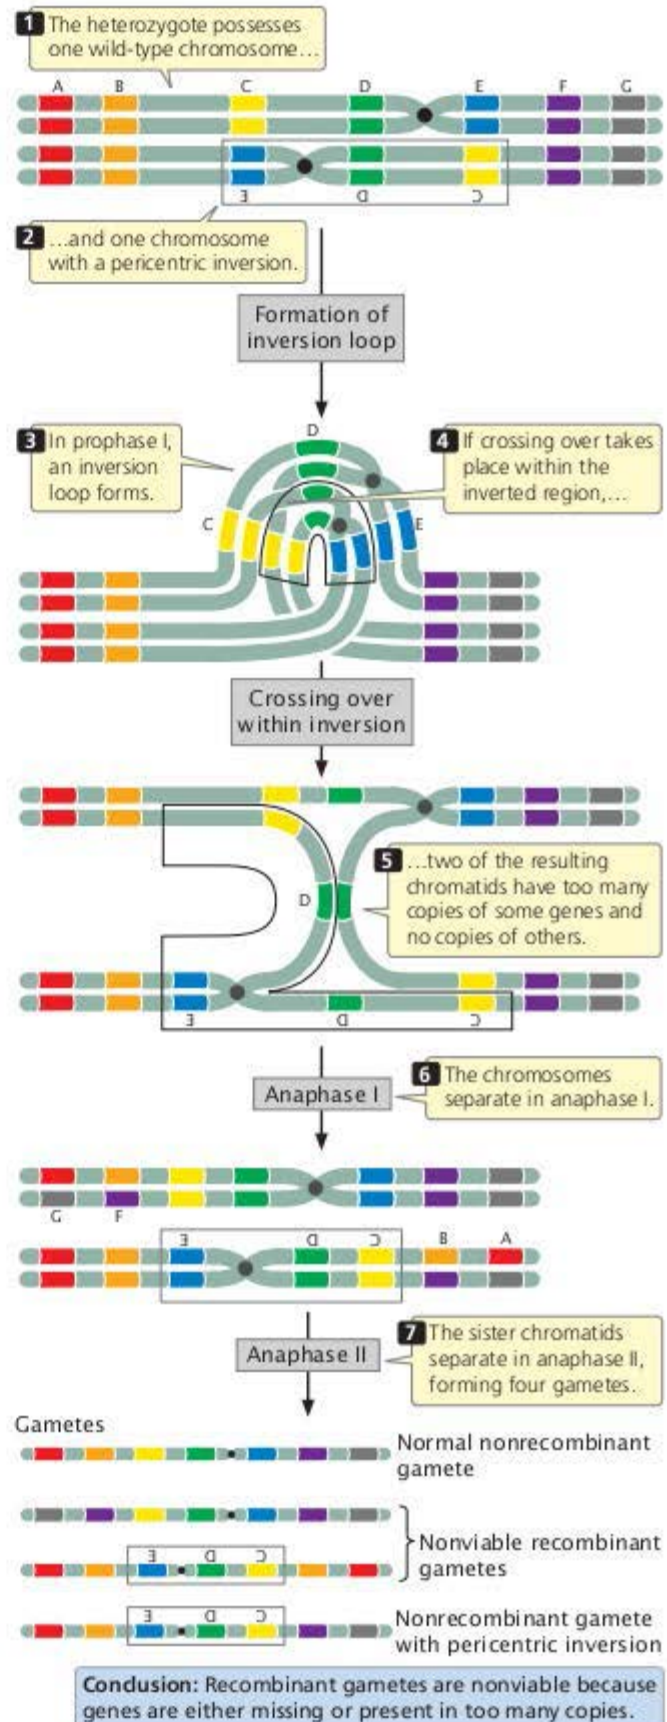 1 The heterozygote possesses
one wild-type chromosome…
A B C D E F G
E D C
2 …and one chromosome
with a pericentric inversion.
Formation of
inversion loop
D
3 In prophase I,
an inversion
loop forms.
4 If crossing over takes
place within the
inverted region,…
C E
Crossing over
within inversion
5 …two of the resulting
chromatids have too many
copies of some genes and
no copies of others.
D
E D C
Anaphase I
6 The chromosomes
separate in anaphase I.
G F
E D C B A
Anaphase II
7 The sister chromatids
separate in anaphase II,
forming four gametes.
Gametes
Normal nonrecombinant
gamete
E D C
Nonviable recombinant
gametes
E D C
Nonrecombinant gamete
with pericentric inversion
Conclusion: Recombinant gametes are nonviable because
genes are either missing or present in too many copies.